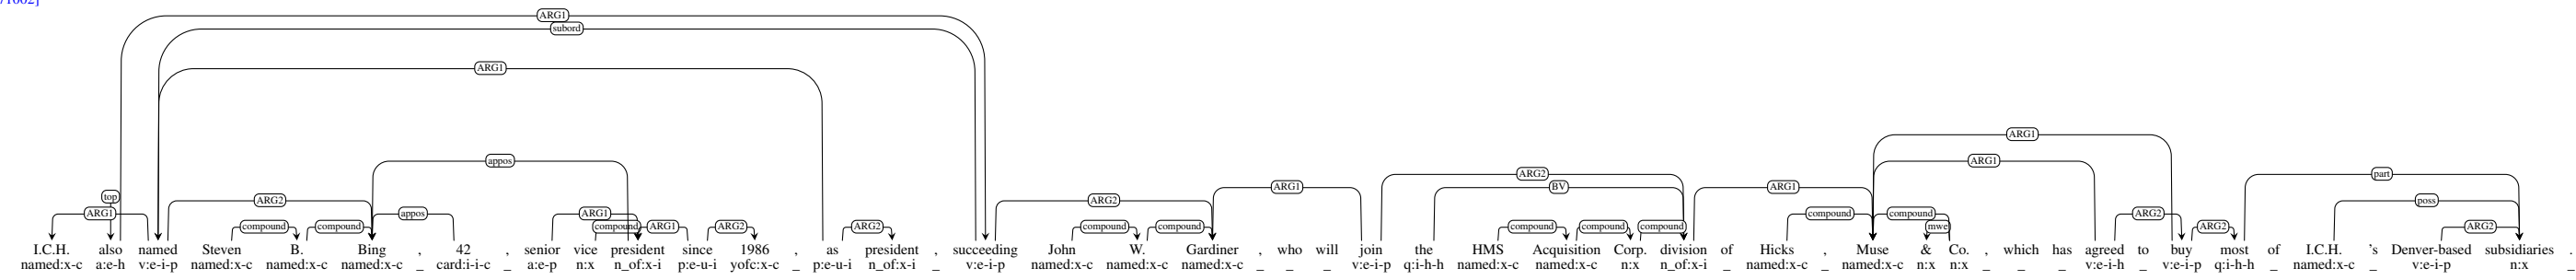 71002]
ARG1
subord
ARG1
ARG1
appos
ARG1
ARG2
part
top
ARG2
ARG2
ARG1
BV
ARG1
poss
ARG1
appos
ARG1
compound
compound
ARG2
compound
compound
compound
ARG1
ARG2
ARG2
compound
compound
compound
compound
compound
mwe
ARG2
ARG2
I.C.H. also named Steven B. Bing , 42 , senior vice president since 1986 , as president , succeeding John W. Gardiner , who will join the HMS Acquisition Corp. division of Hicks , Muse & Co. , which has agreed to buy most of I.C.H. 's Denver-based subsidiaries .
named:x-c a:e-h v:e-i-p named:x-c named:x-c named:x-c _ card:i-i-c _ a:e-p n:x n_of:x-i p:e-u-i yofc:x-c _ p:e-u-i n_of:x-i _ v:e-i-p named:x-c named:x-c named:x-c _ _ _ v:e-i-p q:i-h-h named:x-c named:x-c n:x n_of:x-i _ named:x-c _ named:x-c n:x n:x _ _ _ v:e-i-h _ v:e-i-p q:i-h-h _ named:x-c _ v:e-i-p n:x _